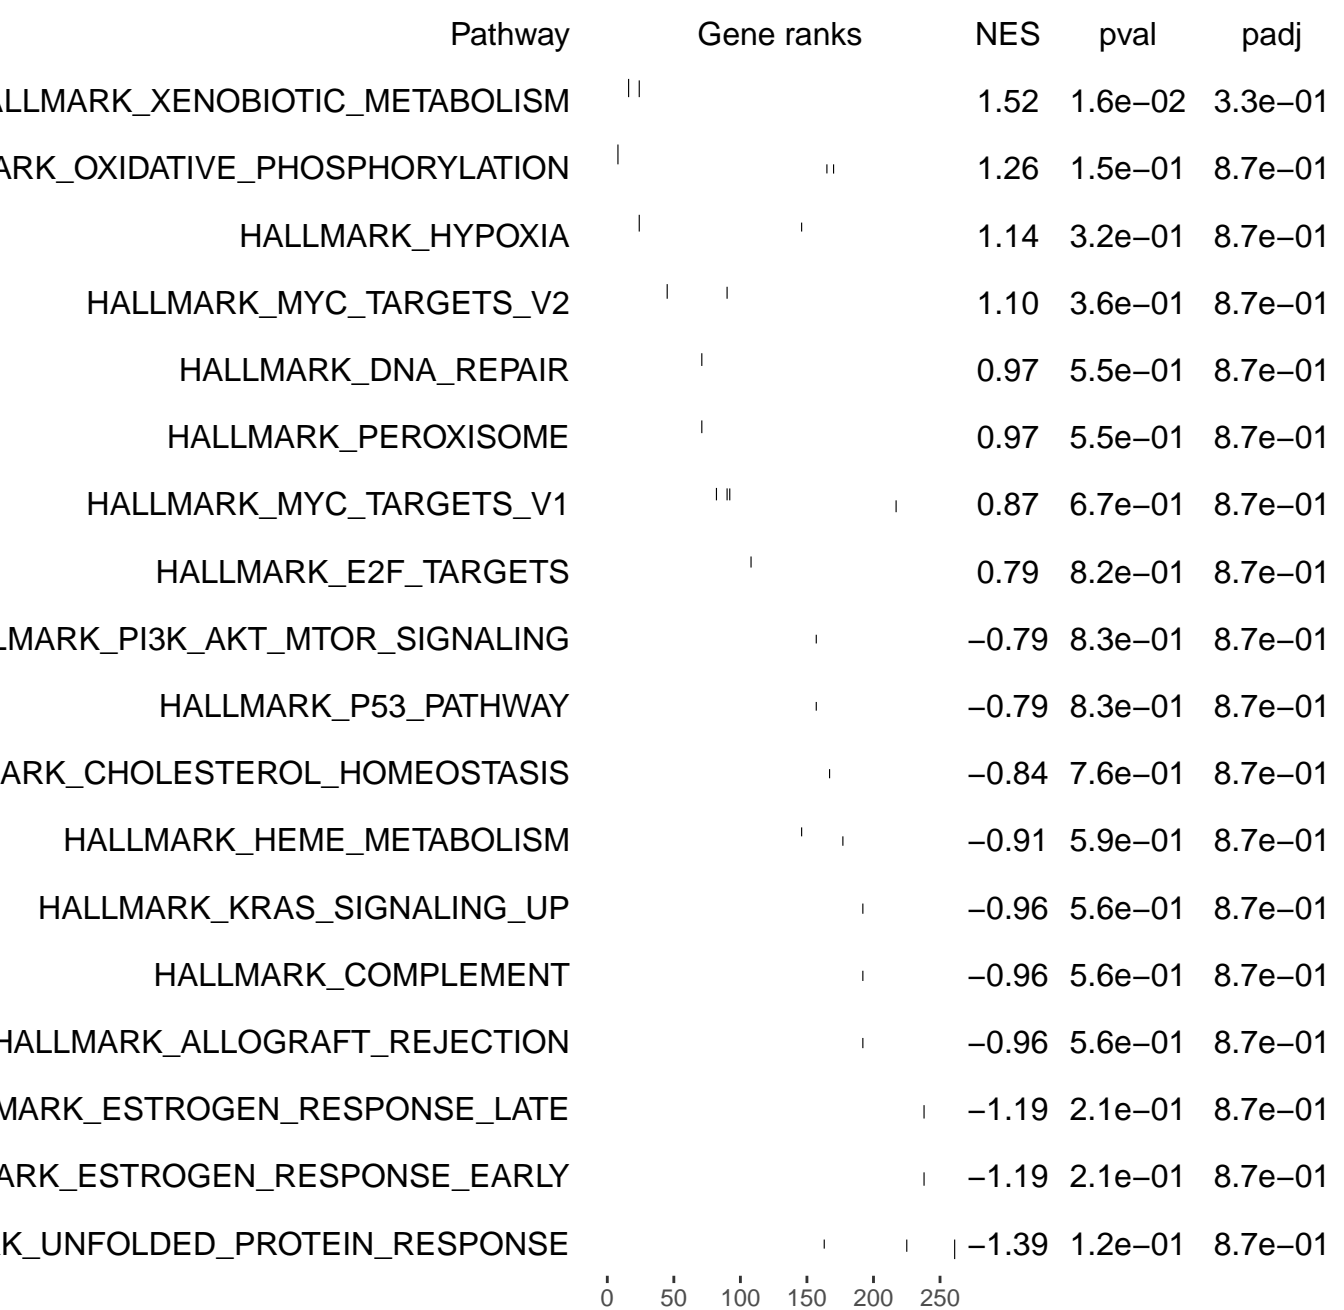 Pathway Gene ranks NES pval padj
ALLMARK_XENOBIOTIC_METABOLISM 1.52 1.6e−02 3.3e−01
ARK_OXIDATIVE_PHOSPHORYLATION 1.26 1.5e−01 8.7e−01
HALLMARK_HYPOXIA 1.14 3.2e−01 8.7e−01
HALLMARK_MYC_TARGETS_V2 1.10 3.6e−01 8.7e−01
HALLMARK_DNA_REPAIR 0.97 5.5e−01 8.7e−01
HALLMARK_PEROXISOME 0.97 5.5e−01 8.7e−01
HALLMARK_MYC_TARGETS_V1 0.87 6.7e−01 8.7e−01
HALLMARK_E2F_TARGETS 0.79 8.2e−01 8.7e−01
LMARK_PI3K_AKT_MTOR_SIGNALING −0.79 8.3e−01 8.7e−01
HALLMARK_P53_PATHWAY −0.79 8.3e−01 8.7e−01
ARK_CHOLESTEROL_HOMEOSTASIS −0.84 7.6e−01 8.7e−01
HALLMARK_HEME_METABOLISM −0.91 5.9e−01 8.7e−01
HALLMARK_KRAS_SIGNALING_UP −0.96 5.6e−01 8.7e−01
HALLMARK_COMPLEMENT −0.96 5.6e−01 8.7e−01
HALLMARK_ALLOGRAFT_REJECTION −0.96 5.6e−01 8.7e−01
MARK_ESTROGEN_RESPONSE_LATE −1.19 2.1e−01 8.7e−01
ARK_ESTROGEN_RESPONSE_EARLY −1.19 2.1e−01 8.7e−01
K_UNFOLDED_PROTEIN_RESPONSE −1.39 1.2e−01 8.7e−01
0 50 100 150 200 250